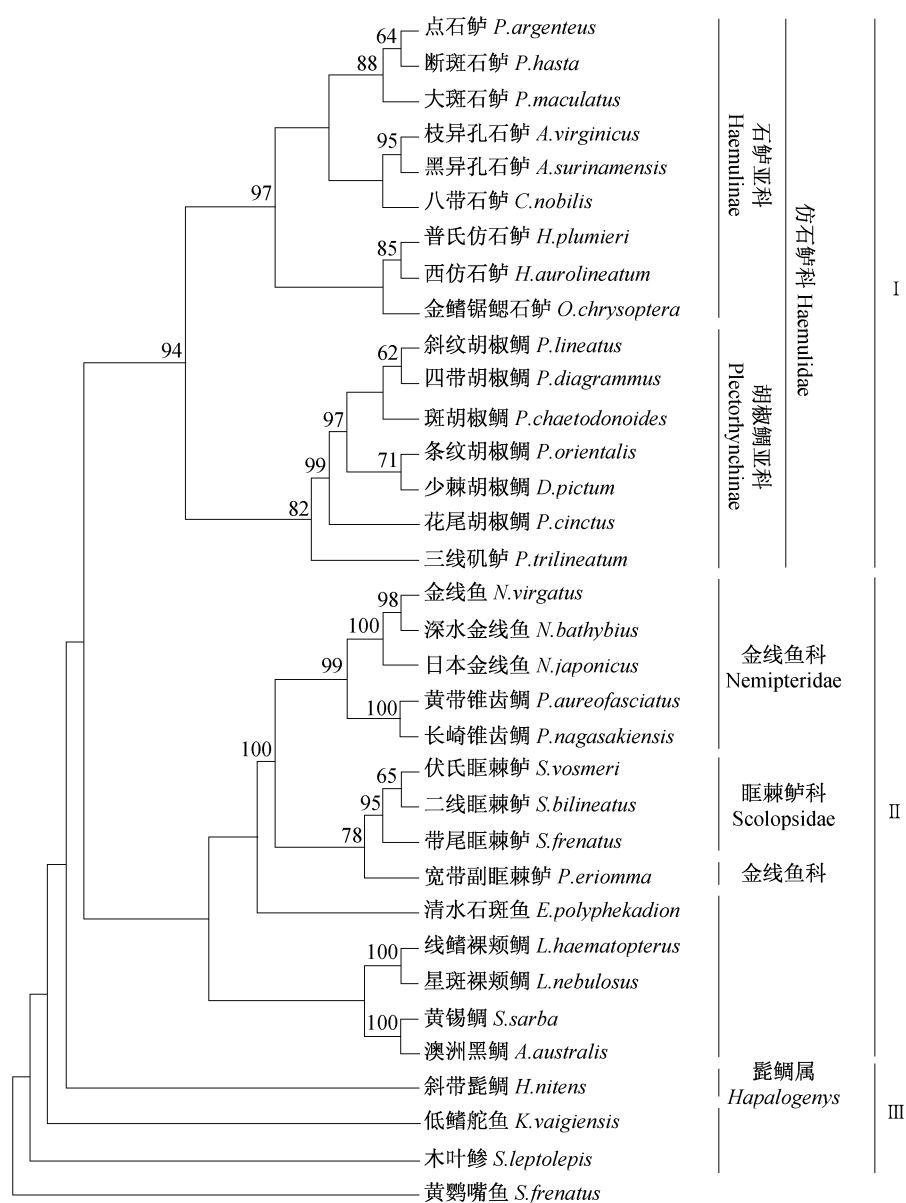 64 点石鲈 P.argenteus
88 断斑石鲈 P.hasta
大斑石鲈 P.maculatus
95 枝异孔石鲈 A.virginicus
黑异孔石鲈 A.surinamensis
97 八带石鲈 C.nobilis
85 普氏仿石鲈 H.plumieri
西仿石鲈 H.aurolineatum
金鳍锯鳃石鲈 O.chrysoptera
石鲈亚科
Haemulinae
94
62 斜纹胡椒鲷 P.lineatus
四带胡椒鲷 P.diagrammus
97 斑胡椒鲷 P.chaetodonoides
99 71 条纹胡椒鲷 P.orientalis
82 少棘胡椒鲷 D.pictum
花尾胡椒鲷 P.cinctus
三线矶鲈 P.trilineatum
胡椒鲷亚科
Plectorhynchinae
仿石鲈科 Haemulidae
I
98 金线鱼 N.virgatus
100 深水金线鱼 N.bathybius
99 日本金线鱼 N.japonicus
100 黄带锥齿鲷 P.aureofasciatus
长崎锥齿鲷 P.nagasakiensis
金线鱼科
Nemipteridae
100
65 伏氏眶棘鲈 S.vosmeri
95 二线眶棘鲈 S.bilineatus
78 带尾眶棘鲈 S.frenatus
眶棘鲈科
Scolopsidae
宽带副眶棘鲈 P.eriomma
金线鱼科
清水石斑鱼 E.polyphekadion
100 线鳍裸颊鲷 L.haematopterus
星斑裸颊鲷 L.nebulosus
100 黄锡鲷 S.sarba
澳洲黑鲷 A.australis
II
斜带髭鲷 H.nitens
髭鲷属
Hapalogenys
低鳍舵鱼 K.vaigiensis
木叶鲹 S.leptolepis
III
黄鹦嘴鱼 S.frenatus